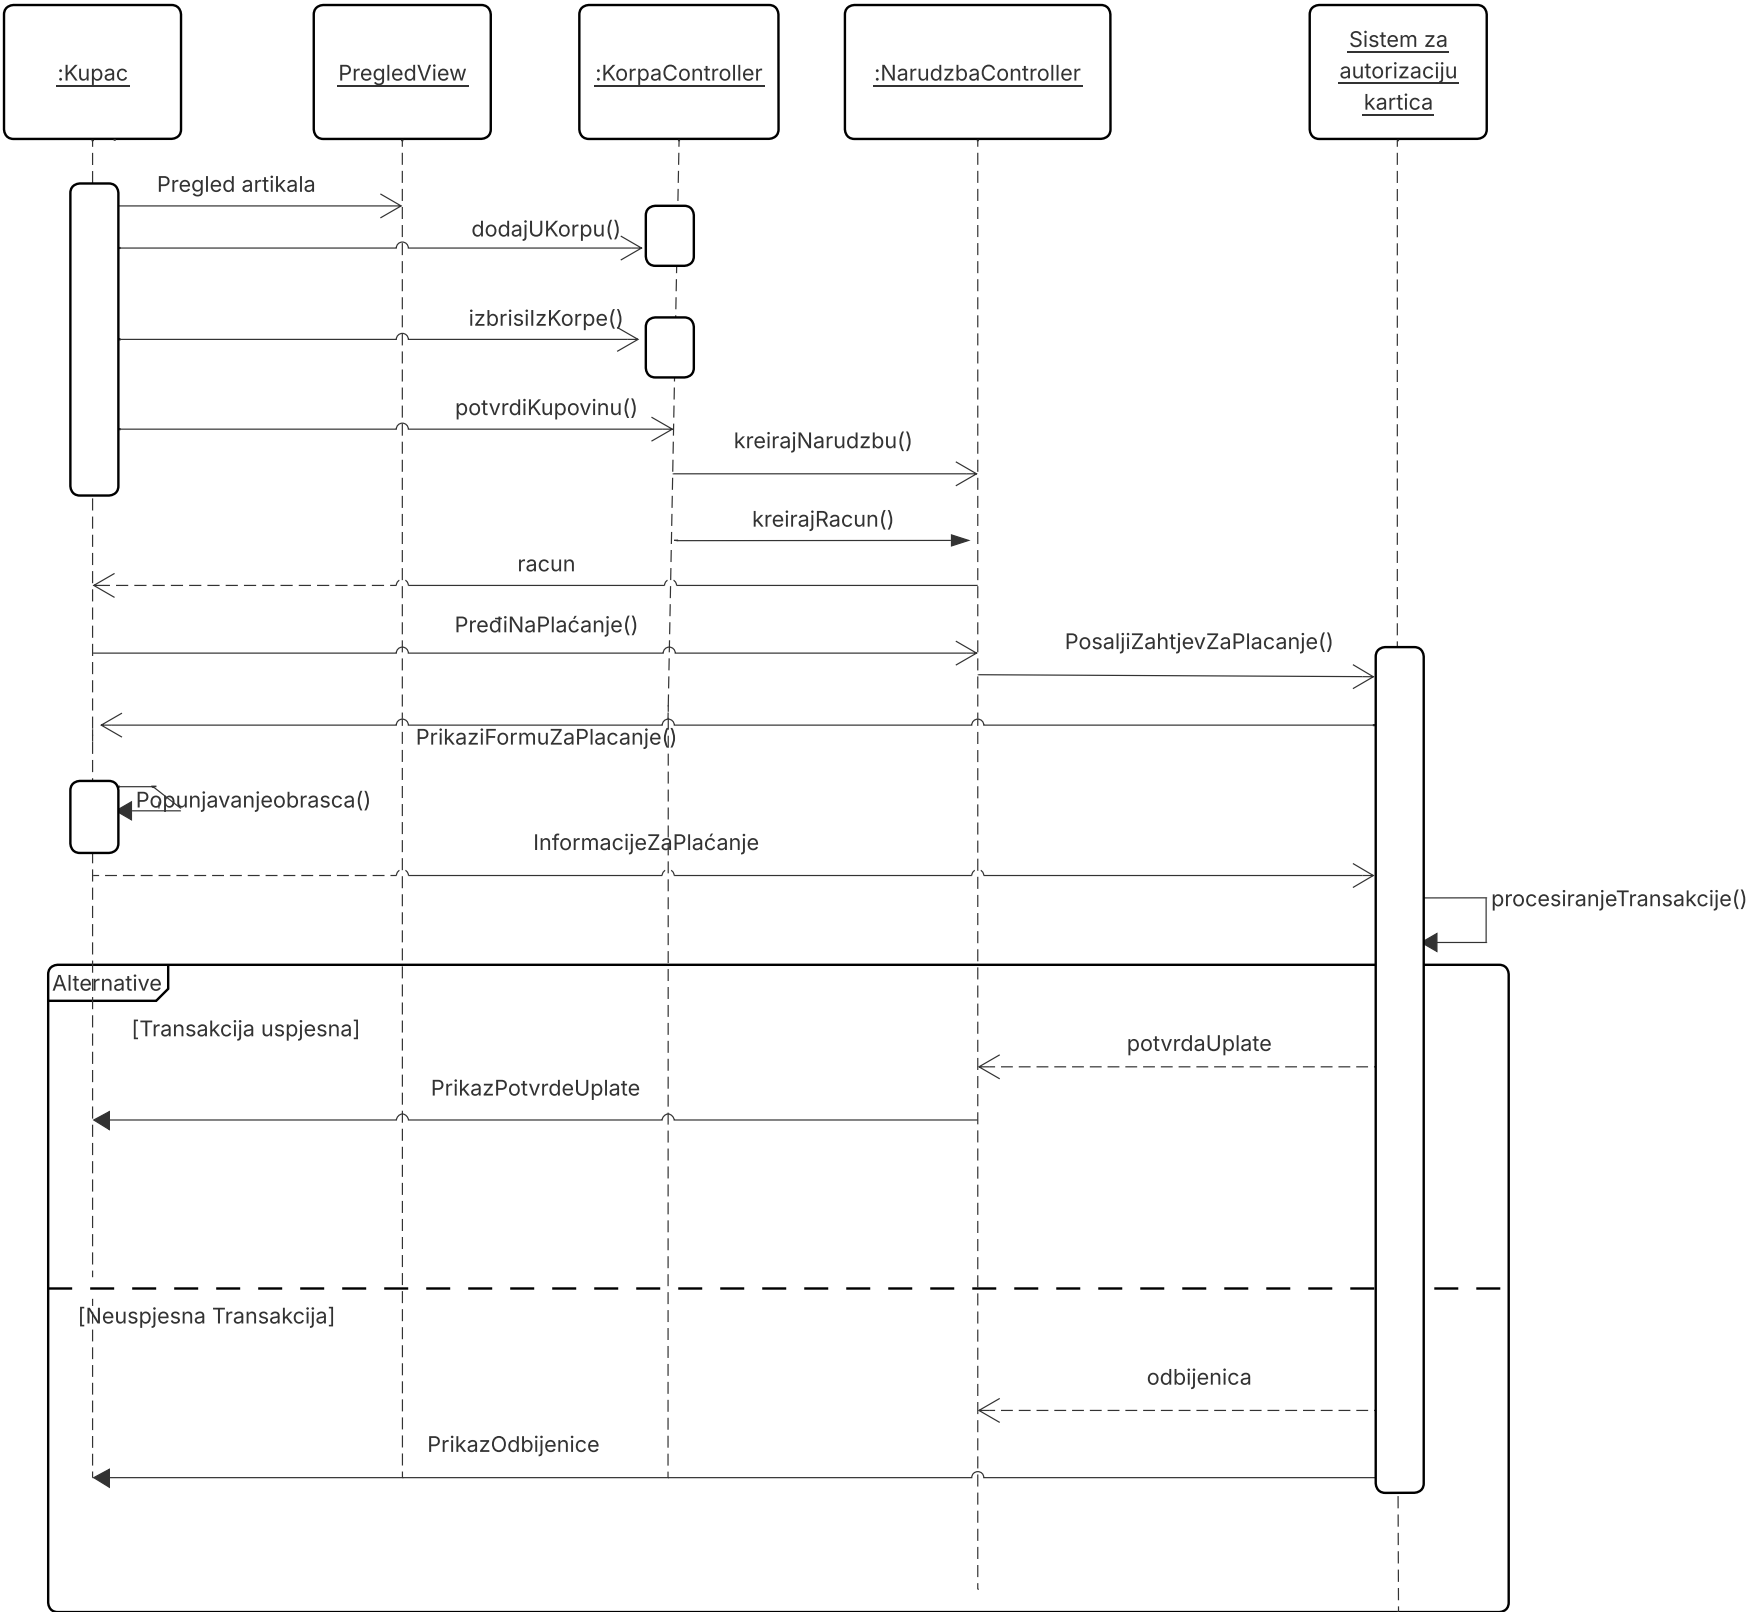 :Kupac
PregledView
:KorpaController
:NarudzbaController
Sistem za
autorizaciju
kartica
Pregled artikala
dodajUKorpu()
izbrisiIzKorpe()
potvrdiKupovinu()
kreirajNarudzbu()
kreirajRacun()
racun
PređiNaPlaćanje()
PosaljiZahtjevZaPlacanje()
PrikaziFormuZaPlacanje()
Popunjavanjeobrasca()
InformacijeZaPlaćanje
procesiranjeTransakcije()
Alternative
[Transakcija uspjesna]
potvrdaUplate
PrikazPotvrdeUplate
[Neuspjesna Transakcija]
odbijenica
PrikazOdbijenice